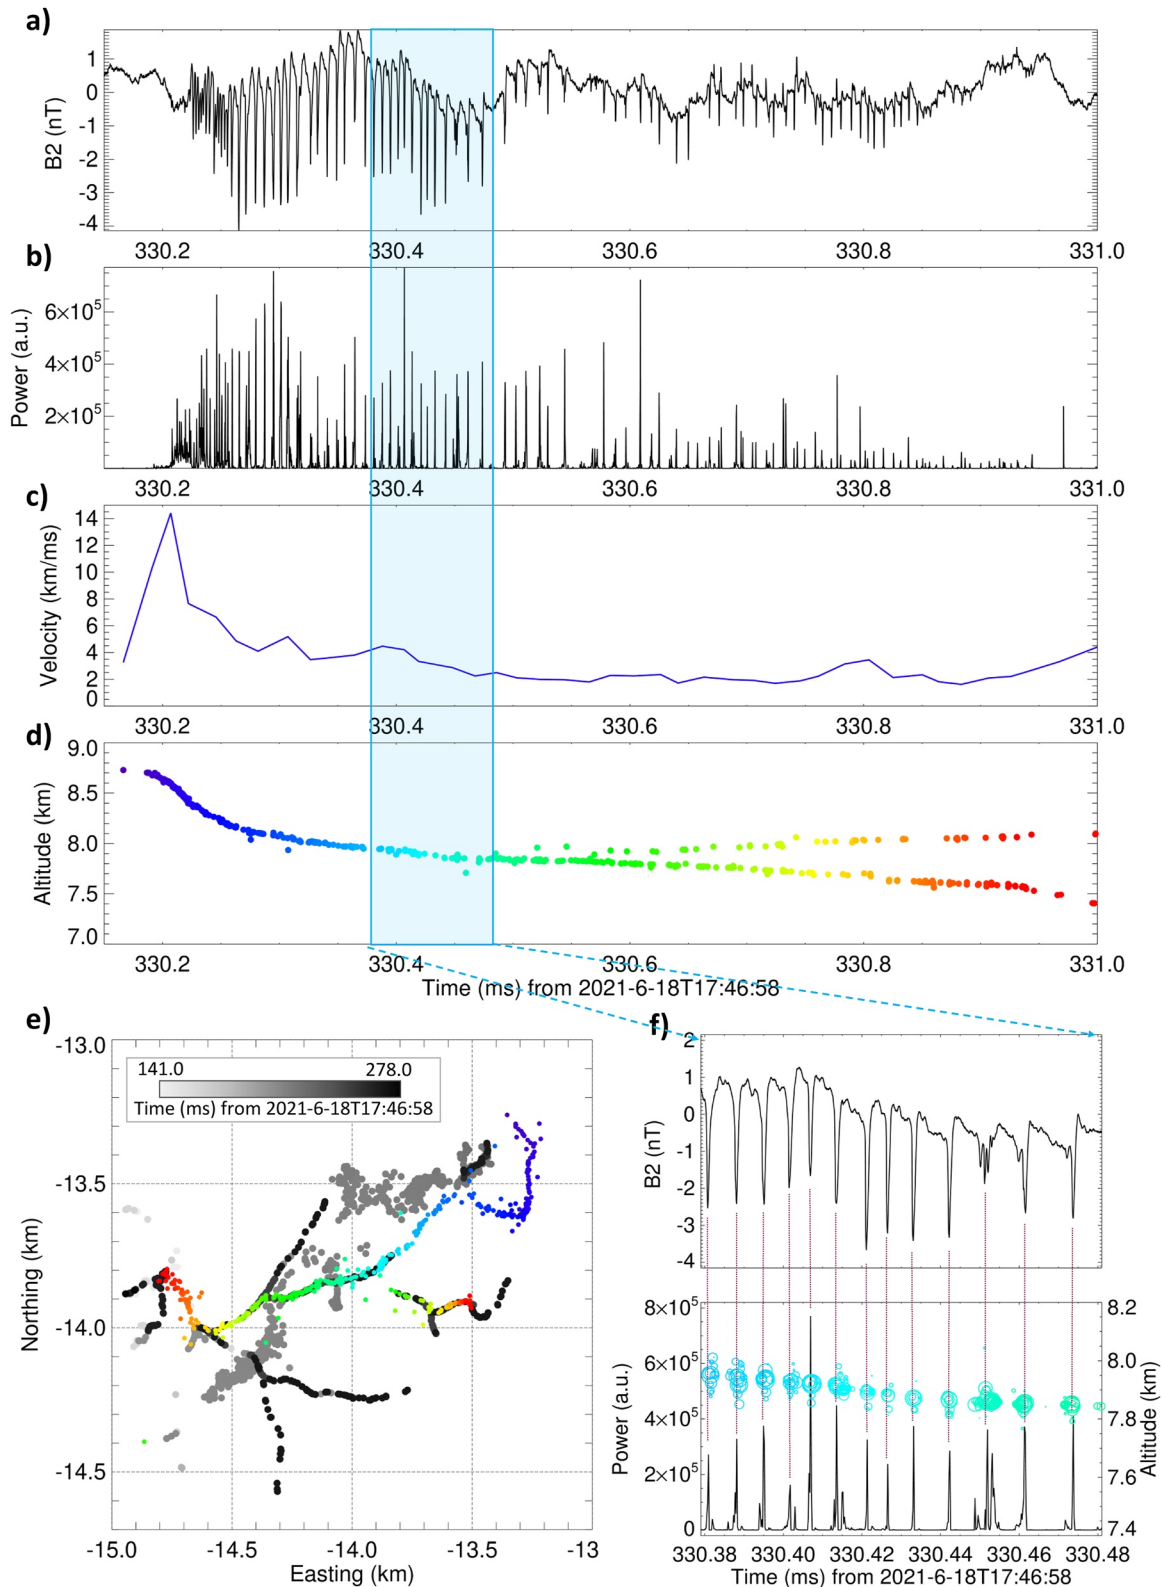 a)
1
0
-1
-2
-3
-4
B2 (nT)
330.2 330.4 330.6 330.8 331.0
b)
6×10⁵
4×10⁵
2×10⁵
Power (a.u.)
330.2 330.4 330.6 330.8 331.0
c)
14
12
10
8
6
4
2
0
Velocity (km/ms)
330.2 330.4 330.6 330.8 331.0
d)
9.0
8.5
8.0
7.5
7.0
Altitude (km)
330.2 330.4 330.6 330.8 331.0
Time (ms) from 2021-6-18T17:46:58
e)
-13.0
-13.5
-14.0
-14.5
Northing (km)
141.0 278.0
Time (ms) from 2021-6-18T17:46:58
-15.0 -14.5 -14.0 -13.5 -13
Easting (km)
f)
2
1
0
-1
-2
-3
-4
B2 (nT)
8×10⁵
6×10⁵
4×10⁵
2×10⁵
0
Power (a.u.)
8.2
8.0
7.8
7.6
7.4
Altitude (km)
330.38 330.40 330.42 330.44 330.46 330.48
Time (ms) from 2021-6-18T17:46:58